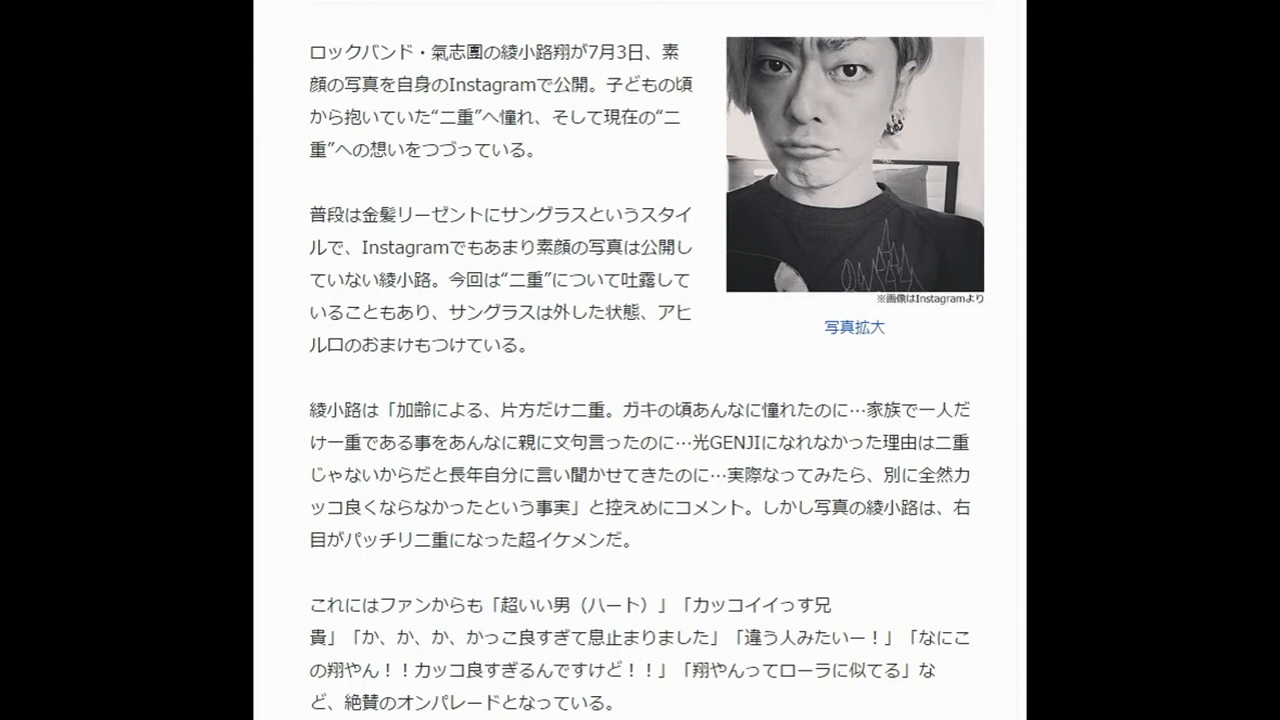 ロックバンド・氣志團の綾小路翔が7月3日、素
顔の写真を自身のInstagramで公開。子どもの頃
から抱いていた“二重”へ憧れ、そして現在の“二
重”への想いをつづっている。
普段は金髪リーゼントにサングラスというスタイ
ルで、Instagramでもあまり素顔の写真は公開し
ていない綾小路。今回は“二重”について吐露して
いることもあり、サングラスは外した状態、アヒ
ル口のおまけもつけている。
※画像はInstagramより
写真拡大
綾小路は「加齢による、片方だけ二重。ガキの頃あんなに憧れたのに…家族で一人だ
け一重である事をあんなに親に文句言ったのに…光GENJIになれなかった理由は二重
じゃないからだと長年自分に言い聞かせてきたのに…実際なってみたら、別に全然カ
ッコ良くならなかったという事実」と控えめにコメント。しかし写真の綾小路は、右
目がパッチリ二重になった超イケメンだ。
これにはファンからも「超いい男（ハート）」「カッコイイっす兄
貴」「か、か、か、かっこ良すぎて息止まりました」「違う人みたいー！」「なにこ
の翔やん！！カッコ良すぎるんですけど！！」「翔やんってローラに似てる」な
ど、絶賛のオンパレードとなっている。